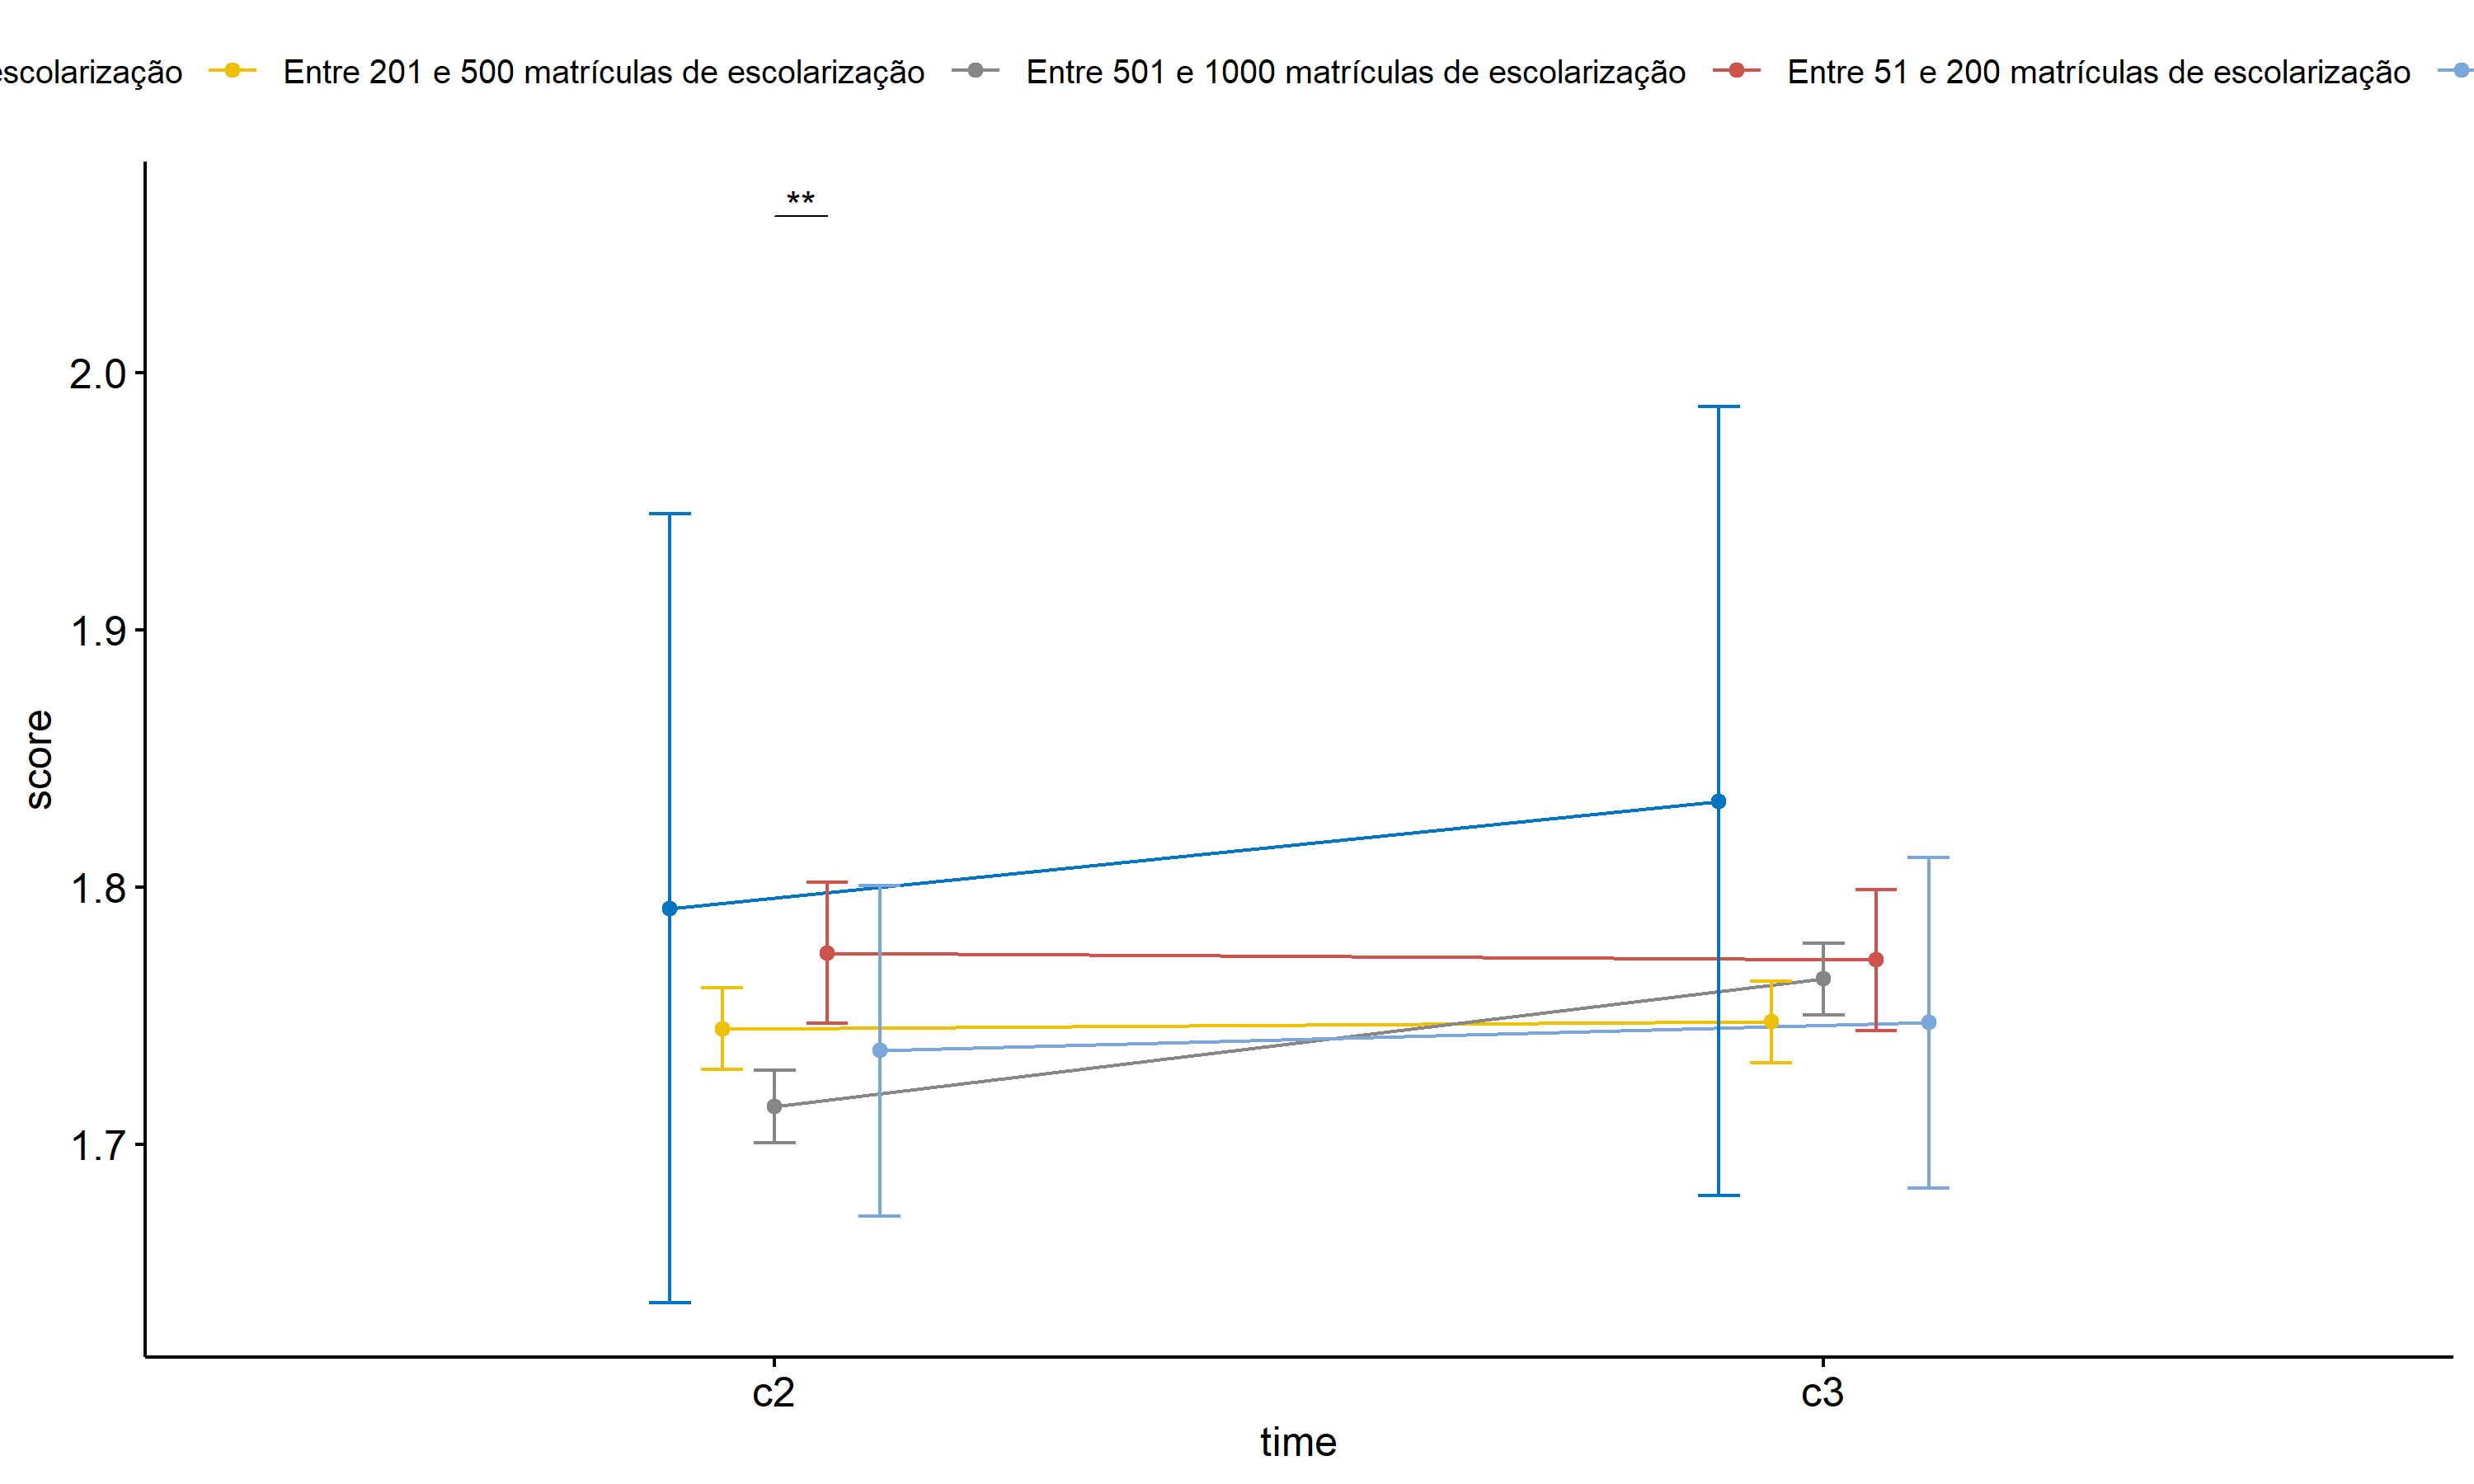 escolarização Entre 201 e 500 matrículas de escolarização Entre 501 e 1000 matrículas de escolarização Entre 51 e 200 matrículas de escolarização
**
2.0
1.9
1.8
1.7
score
c2 c3
time